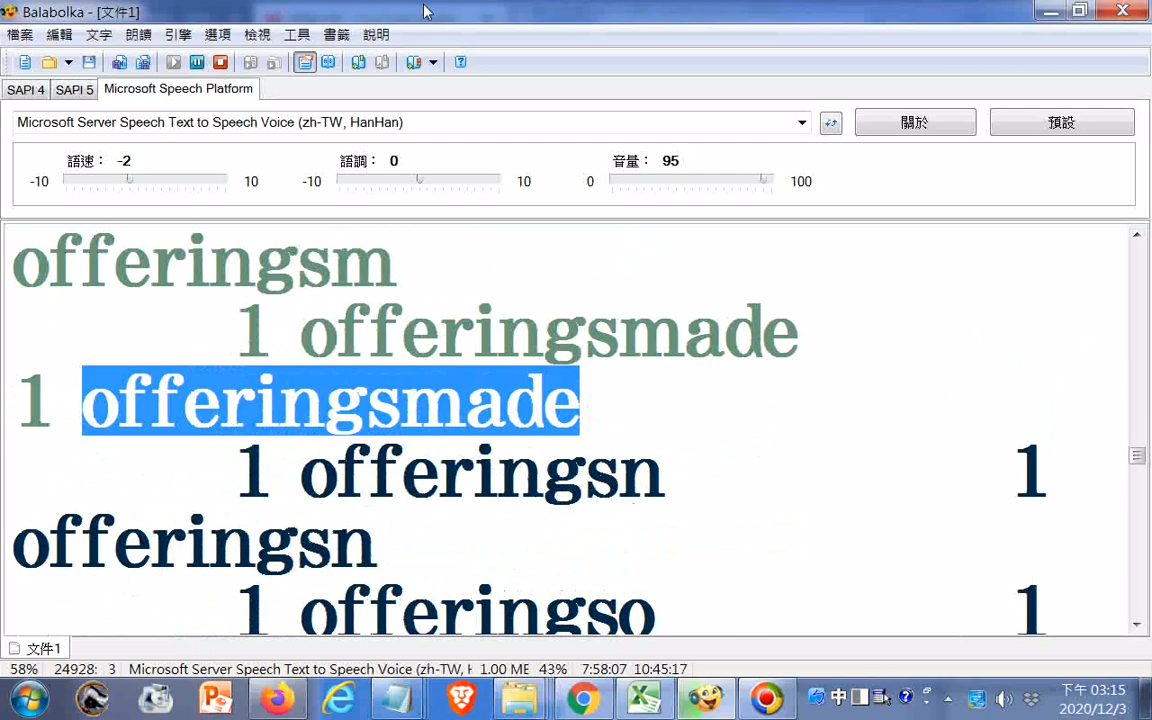 Balabolka - [文件1]
檔案 編輯 文字 朗讀 引擎 選項 檢視 工具 書籤 說明
SAPI 4 SAPI 5 Microsoft Speech Platform
Microsoft Server Speech Text to Speech Voice (zh-TW, HanHan) 關於 預設
語速： -2 語調： 0 音量： 95
-10 10 -10 10 0 100
offeringsm
1 offeringsmade
1 offeringsmade
1 offeringsn 1
offeringsn
1 offeringso 1
文件1
58% 24928: 3 Microsoft Server Speech Text to Speech Voice (zh-TW, H 1.00 ME 43% 7:58:07 10:45:17
中 下午 03:15
2020/12/3